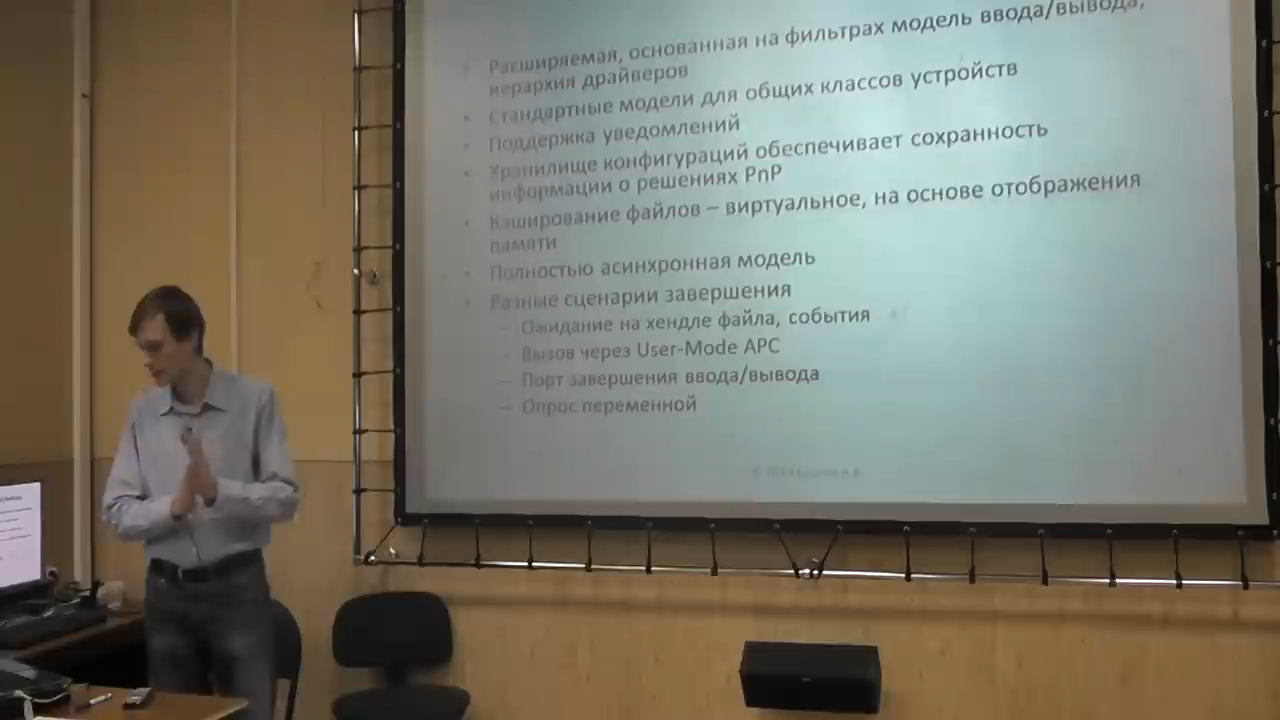 Расширяемая, основанная на фильтрах модель ввода/вывода,
иерархия драйверов
Стандартные модели для общих классов устройств
Поддержка уведомлений
Хранилище конфигураций обеспечивает сохранность
информации о решениях PnP
Кэширование файлов – виртуальное, на основе отображения
памяти
Полностью асинхронная модель
Разные сценарии завершения
– Ожидание на хендле файла, события
– Вызов через User-Mode APC
– Порт завершения ввода/вывода
– Опрос переменной